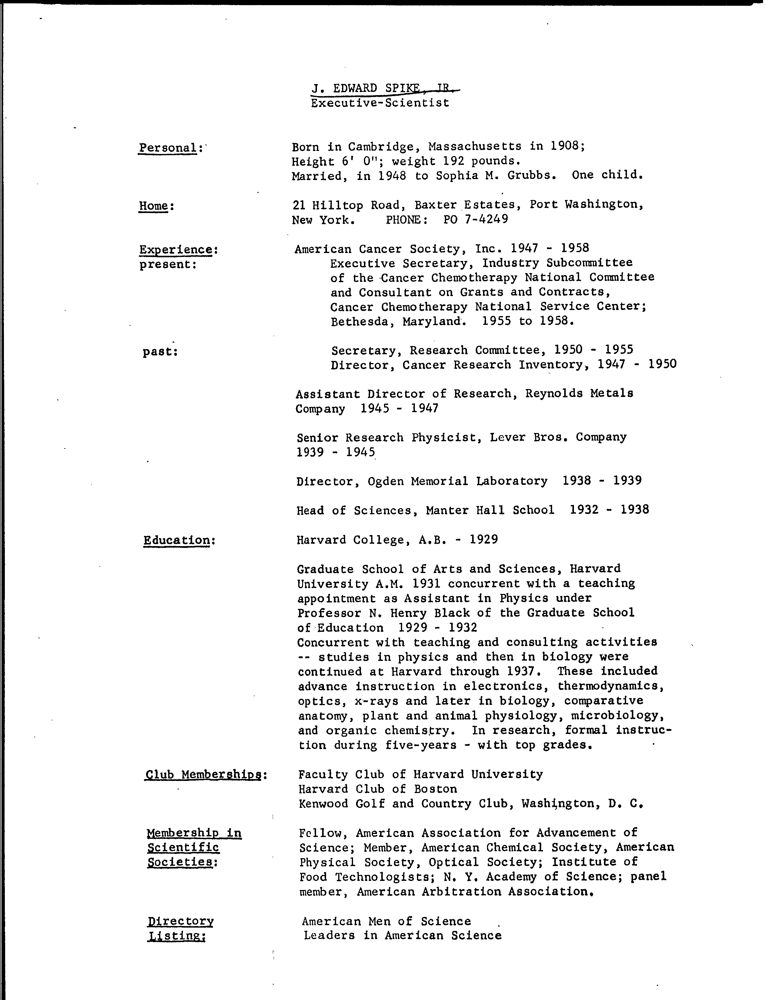 J. EDWARD SPIKE, JR.
Executive-Scientist
Personal: Born in Cambridge, Massachusetts in 1908;
Height 6' 0"; weight 192 pounds.
Married, in 1948 to Sophia M. Grubbs. One child.
Home: 21 Hilltop Road, Baxter Estates, Port Washington,
New York. PHONE: PO 7-4249
Experience: American Cancer Society, Inc. 1947 - 1958
present: Executive Secretary, Industry Subcommittee
of the Cancer Chemotherapy National Committee
and Consultant on Grants and Contracts,
Cancer Chemotherapy National Service Center;
Bethesda, Maryland. 1955 to 1958.
past: Secretary, Research Committee, 1950 - 1955
Director, Cancer Research Inventory, 1947 - 1950
Assistant Director of Research, Reynolds Metals
Company 1945 - 1947
Senior Research Physicist, Lever Bros. Company
1939 - 1945
Director, Ogden Memorial Laboratory 1938 - 1939
Head of Sciences, Manter Hall School 1932 - 1938
Education: Harvard College, A.B. - 1929
Graduate School of Arts and Sciences, Harvard
University A.M. 1931 concurrent with a teaching
appointment as Assistant in Physics under
Professor N. Henry Black of the Graduate School
of Education 1929 - 1932
Concurrent with teaching and consulting activities
-- studies in physics and then in biology were
continued at Harvard through 1937. These included
advance instruction in electronics, thermodynamics,
optics, x-rays and later in biology, comparative
anatomy, plant and animal physiology, microbiology,
and organic chemistry. In research, formal instruc-
tion during five-years - with top grades.
Club Memberships: Faculty Club of Harvard University
Harvard Club of Boston
Kenwood Golf and Country Club, Washington, D. C.
Membership in Fellow, American Association for Advancement of
Scientific Science; Member, American Chemical Society, American
Societies: Physical Society, Optical Society; Institute of
Food Technologists; N. Y. Academy of Science; panel
member, American Arbitration Association.
Directory American Men of Science
Listing: Leaders in American Science